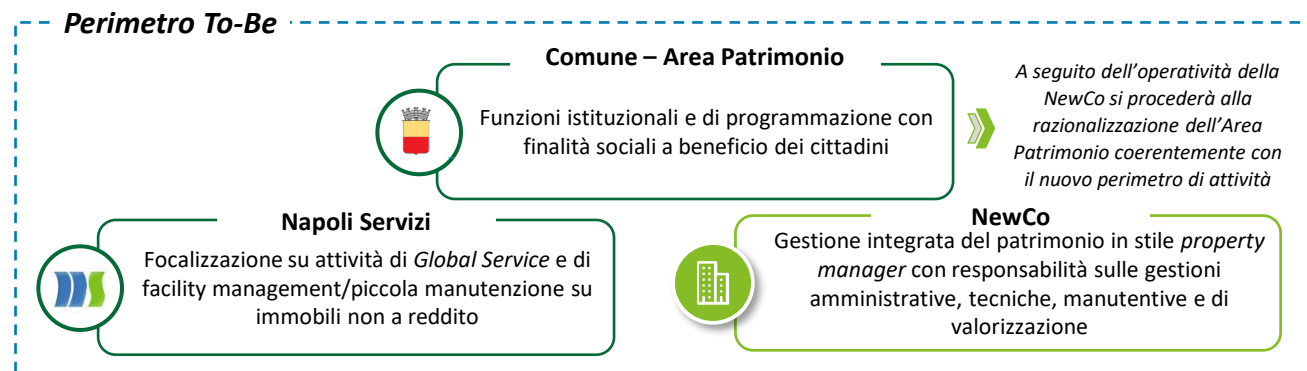 Perimetro To-Be
Comune – Area Patrimonio
Funzioni istituzionali e di programmazione con
finalità sociali a beneficio dei cittadini
A seguito dell’operatività della
NewCo si procederà alla
razionalizzazione dell’Area
Patrimonio coerentemente con
il nuovo perimetro di attività
Napoli Servizi
Focalizzazione su attività di Global Service e di
facility management/piccola manutenzione su
immobili non a reddito
NewCo
Gestione integrata del patrimonio in stile property
manager con responsabilità sulle gestioni
amministrative, tecniche, manutentive e di
valorizzazione